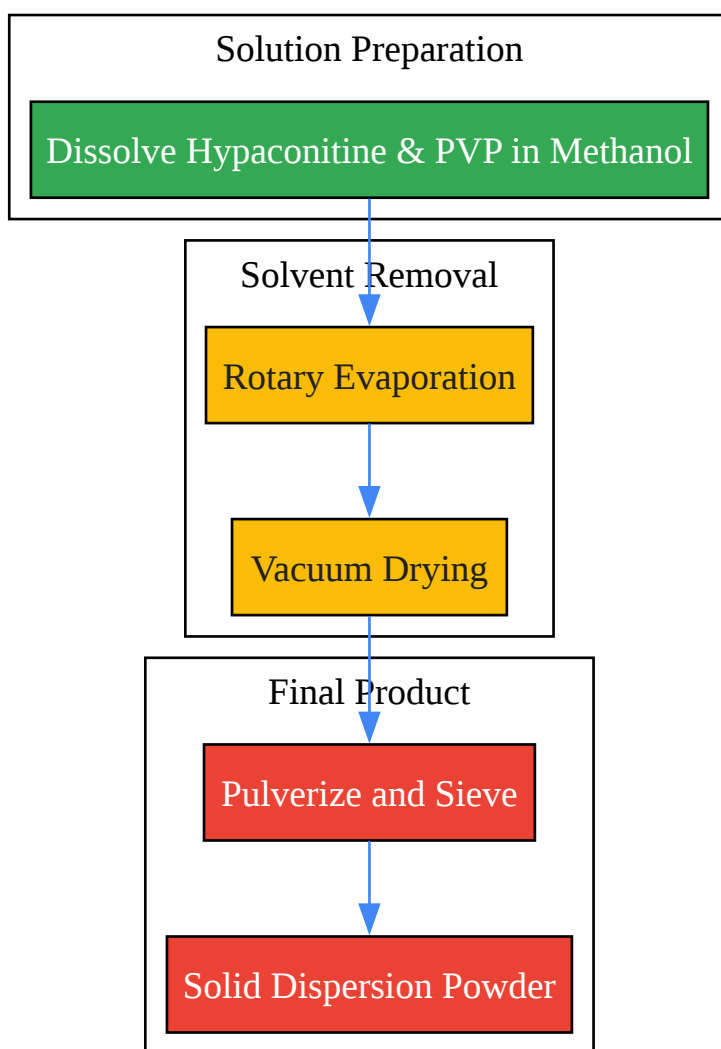 Solution Preparation
Dissolve Hypaconitine & PVP in Methanol
Solvent Removal
Rotary Evaporation
Vacuum Drying
Final Product
Pulverize and Sieve
Solid Dispersion Powder